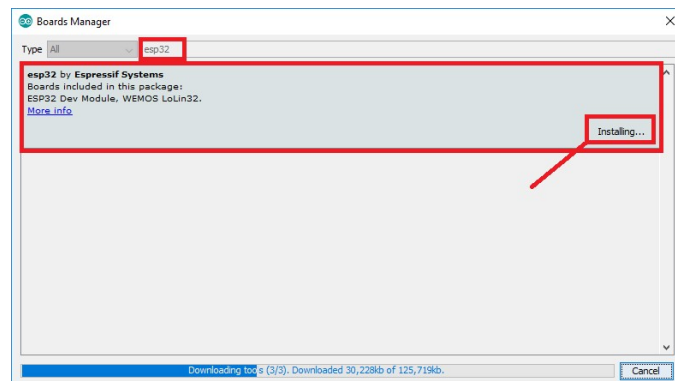 Boards Manager
Type All esp32
esp32 by Espressif Systems
Boards included in this package:
ESP32 Dev Module, WEMOS LoLin32.
More info
Installing...
Downloading tools (3/3). Downloaded 30,228kb of 125,719kb.
Cancel